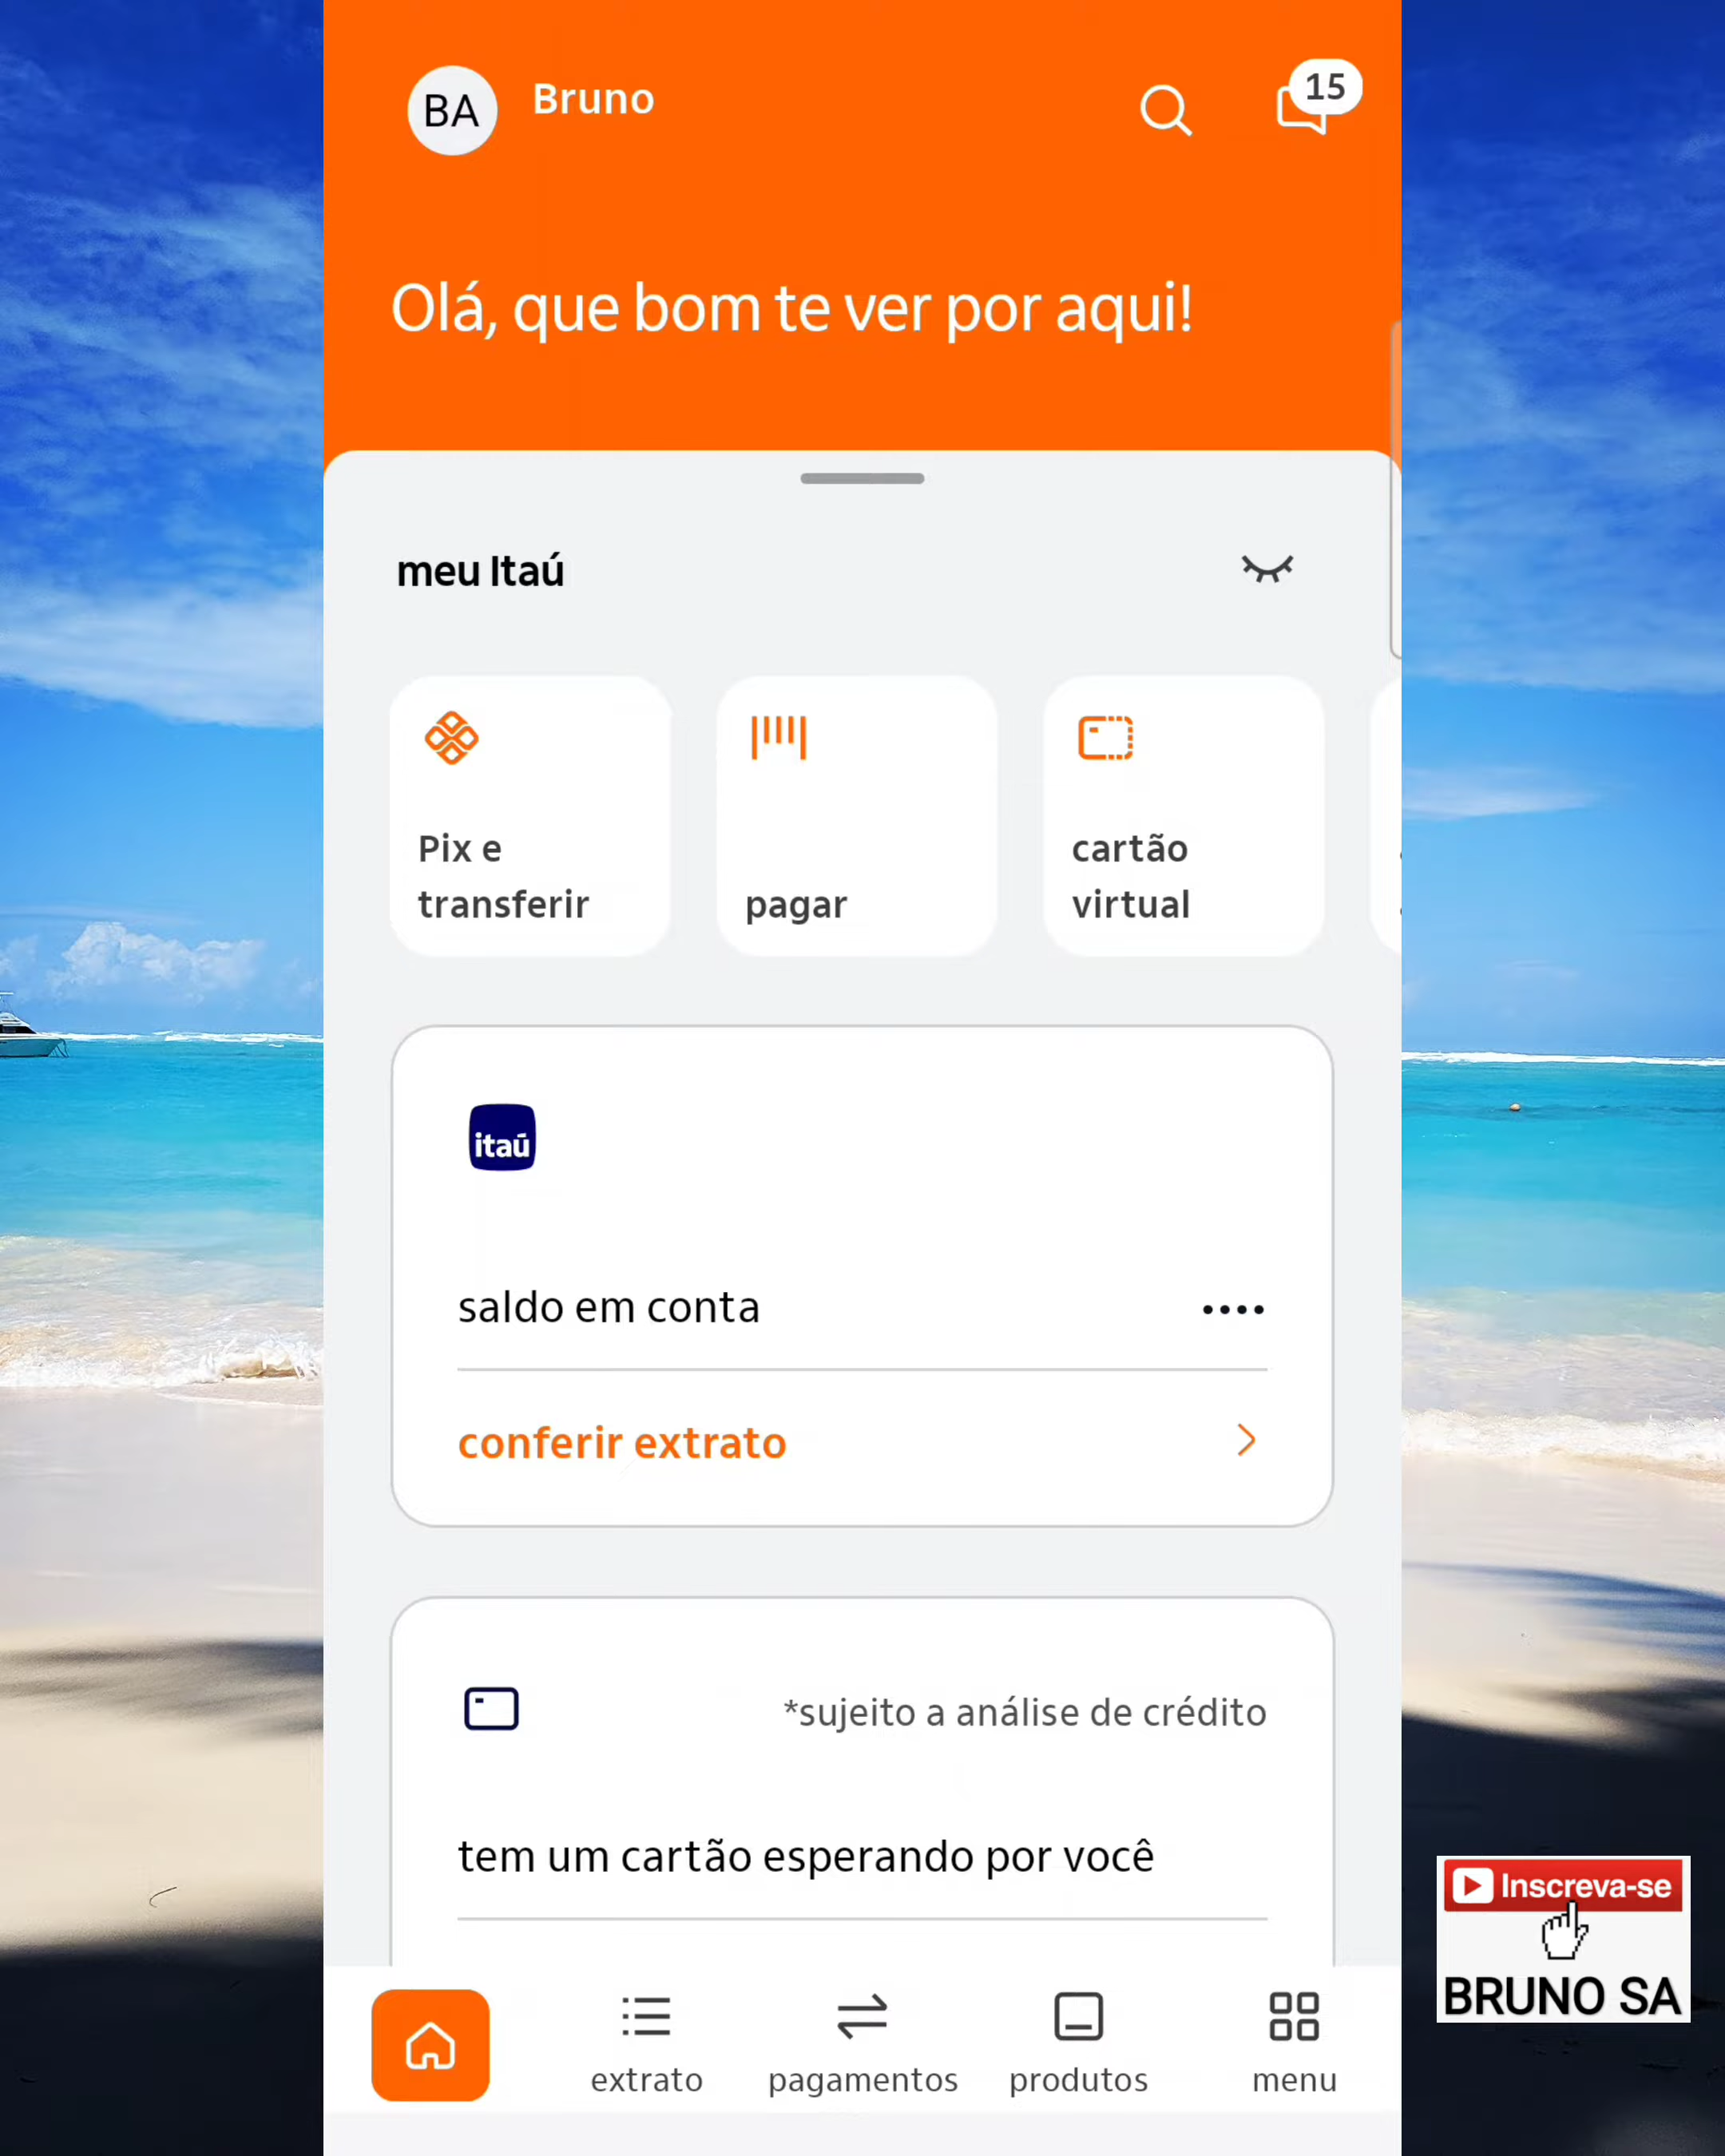 BA
Bruno
15
Olá, que bom te ver por aqui!
meu Itaú
Pix e
transferir
pagar
cartão
virtual
itaú
saldo em conta
••••
conferir extrato
*sujeito a análise de crédito
tem um cartão esperando por você
extrato
pagamentos
produtos
menu
Inscreva-se
BRUNO SA